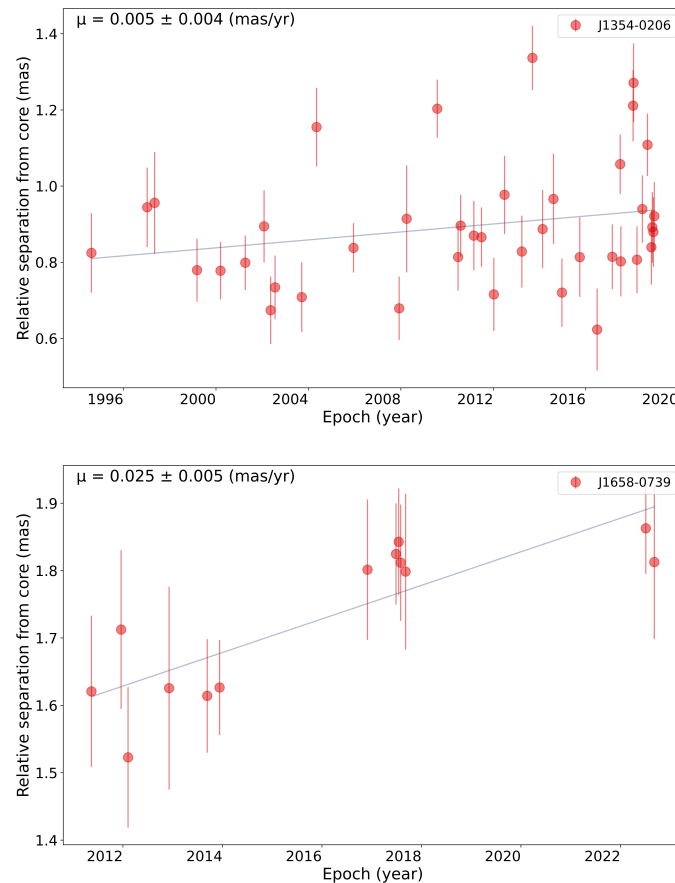 μ = 0.005 ± 0.004 (mas/yr)
J1354-0206
Relative separation from core (mas)
1.4
1.2
1.0
0.8
0.6
1996 2000 2004 2008 2012 2016 2020
Epoch (year)
μ = 0.025 ± 0.005 (mas/yr)
J1658-0739
Relative separation from core (mas)
1.9
1.8
1.7
1.6
1.5
1.4
2012 2014 2016 2018 2020 2022
Epoch (year)